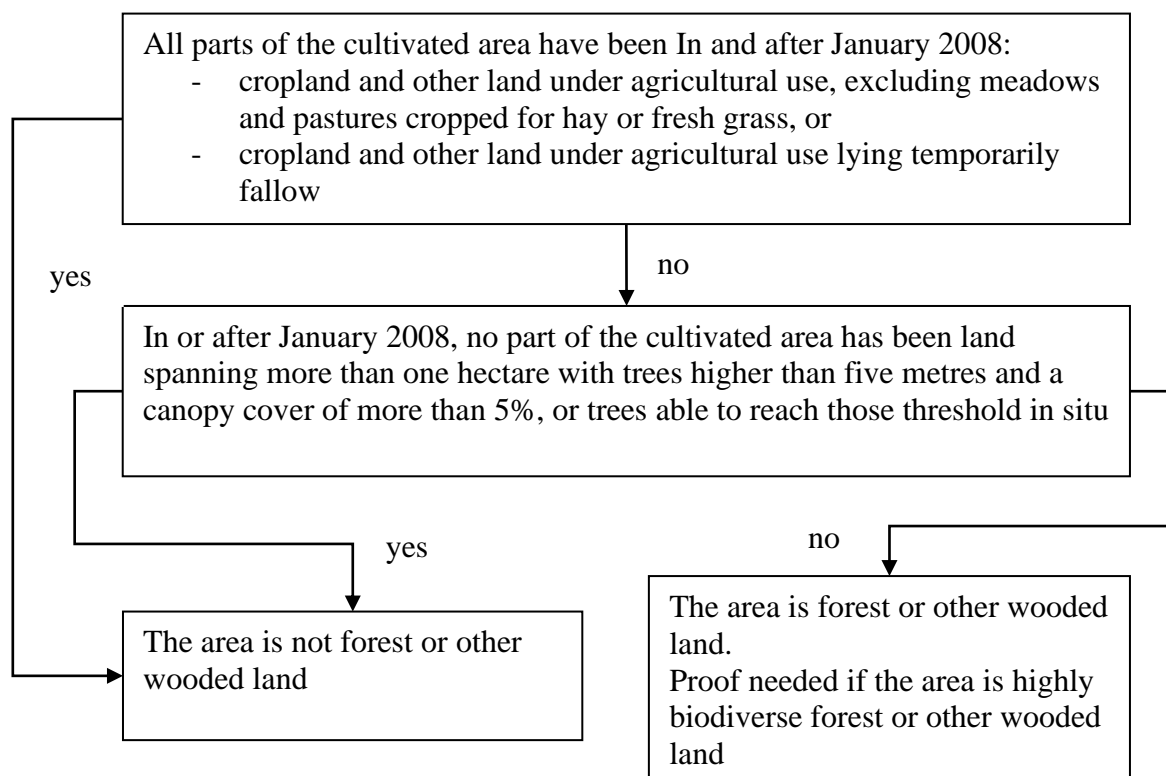 All parts of the cultivated area have been In and after January 2008:
- cropland and other land under agricultural use, excluding meadows
and pastures cropped for hay or fresh grass, or
- cropland and other land under agricultural use lying temporarily
fallow
yes
no
In or after January 2008, no part of the cultivated area has been land
spanning more than one hectare with trees higher than five metres and a
canopy cover of more than 5%, or trees able to reach those threshold in situ
yes
no
The area is not forest or other
wooded land
The area is forest or other wooded
land.
Proof needed if the area is highly
biodiverse forest or other wooded
land